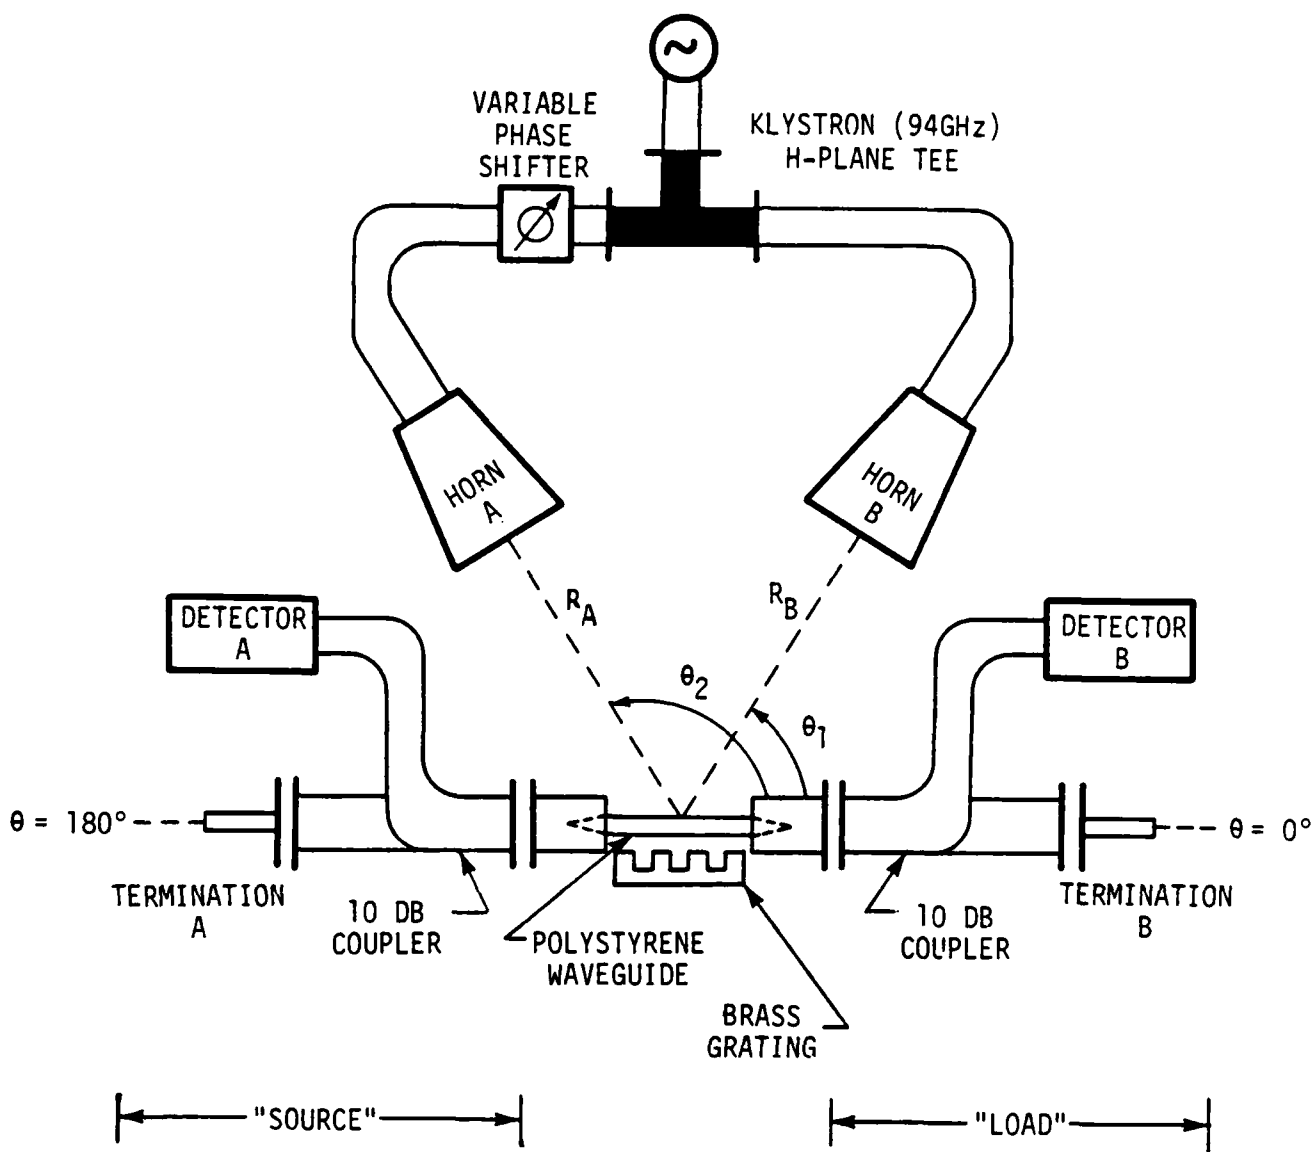 VARIABLE
PHASE
SHIFTER
KLYSTRON (94GHz)
H-PLANE TEE
HORN
A
HORN
B
R_A
R_B
DETECTOR
A
DETECTOR
B
θ2
θ1
θ = 180°
θ = 0°
TERMINATION
A
10 DB
COUPLER
POLYSTYRENE
WAVEGUIDE
10 DB
COUPLER
TERMINATION
B
BRASS
GRATING
"SOURCE"
"LOAD"